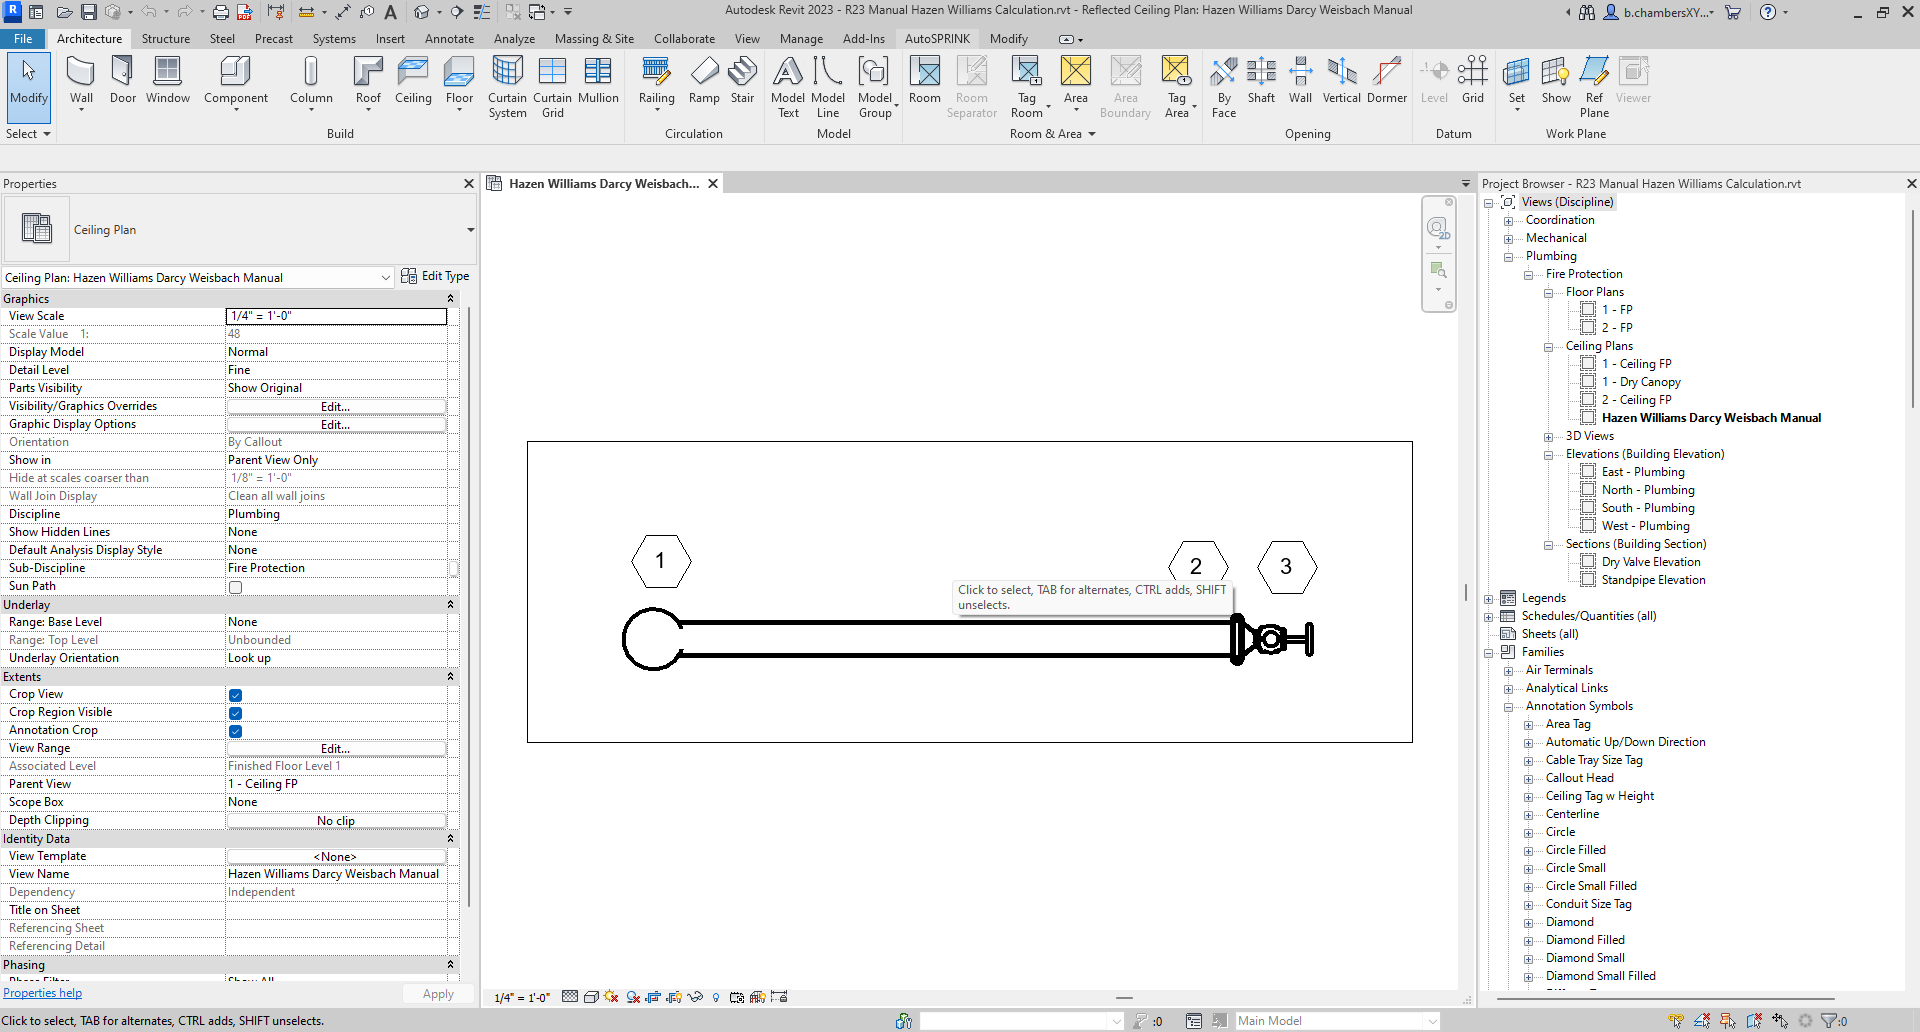 Autodesk Revit 2023 - R23 Manual Hazen Williams Calculation.rvt - Reflected Ceiling Plan: Hazen Williams Darcy Weisbach Manual
b.chambersXY...
File Architecture Structure Steel Precast Systems Insert Annotate Analyze Massing & Site Collaborate View Manage Add-Ins AutoSPRINK Modify
Modify Wall Door Window Component Column Roof Ceiling Floor Curtain System Curtain Grid Mullion Railing Ramp Stair Model Text Model Line Model Group Room Room Separator Tag Room Area Area Boundary Tag Area By Face Shaft Wall Vertical Dormer Level Grid Set Show Ref Plane Viewer
Select Build Circulation Model Room & Area Opening Datum Work Plane
Properties
Ceiling Plan
Ceiling Plan: Hazen Williams Darcy Weisbach Manual Edit Type
Graphics
View Scale 1/4" = 1'-0"
Scale Value 1: 48
Display Model Normal
Detail Level Fine
Parts Visibility Show Original
Visibility/Graphics Overrides Edit...
Graphic Display Options Edit...
Orientation By Callout
Show in Parent View Only
Hide at scales coarser than 1/8" = 1'-0"
Wall Join Display Clean all wall joins
Discipline Plumbing
Show Hidden Lines None
Default Analysis Display Style None
Sub-Discipline Fire Protection
Sun Path
Underlay
Range: Base Level None
Range: Top Level Unbounded
Underlay Orientation Look up
Extents
Crop View
Crop Region Visible
Annotation Crop
View Range Edit...
Associated Level Finished Floor Level 1
Parent View 1 - Ceiling FP
Scope Box None
Depth Clipping No clip
Identity Data
View Template <None>
View Name Hazen Williams Darcy Weisbach Manual
Dependency Independent
Title on Sheet
Referencing Sheet
Referencing Detail
Phasing
Phase Filter Show All
Properties help Apply
Hazen Williams Darcy Weisbach...
2D
1
2
3
Click to select, TAB for alternates, CTRL adds, SHIFT
unselects.
1/4" = 1'-0"
Project Browser - R23 Manual Hazen Williams Calculation.rvt
Views (Discipline)
Coordination
Mechanical
Plumbing
Fire Protection
Floor Plans
1 - FP
2 - FP
Ceiling Plans
1 - Ceiling FP
1 - Dry Canopy
2 - Ceiling FP
Hazen Williams Darcy Weisbach Manual
3D Views
Elevations (Building Elevation)
East - Plumbing
North - Plumbing
South - Plumbing
West - Plumbing
Sections (Building Section)
Dry Valve Elevation
Standpipe Elevation
Legends
Schedules/Quantities (all)
Sheets (all)
Families
Air Terminals
Analytical Links
Annotation Symbols
Area Tag
Automatic Up/Down Direction
Cable Tray Size Tag
Callout Head
Ceiling Tag w Height
Centerline
Circle
Circle Filled
Circle Small
Circle Small Filled
Conduit Size Tag
Diamond
Diamond Filled
Diamond Small
Diamond Small Filled
Click to select, TAB for alternates, CTRL adds, SHIFT unselects. :0 Main Model :0